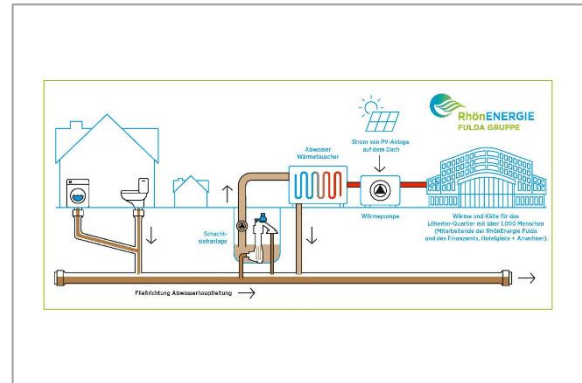 RhönENERGIE
FULDA GRUPPE
Strom von PV-Anlage
auf dem Dach
Abwasser
Wärmetauscher
Wärmepumpe
Wärme und Kälte für das
Löhertor-Quartier mit über 1.000 Menschen
(Mitarbeitende der RhönEnergie Fulda
und des Finanzamts, Hotelgäste + Anwohner).
Schacht-
siebanlage
Fließrichtung Abwasserhauptleitung